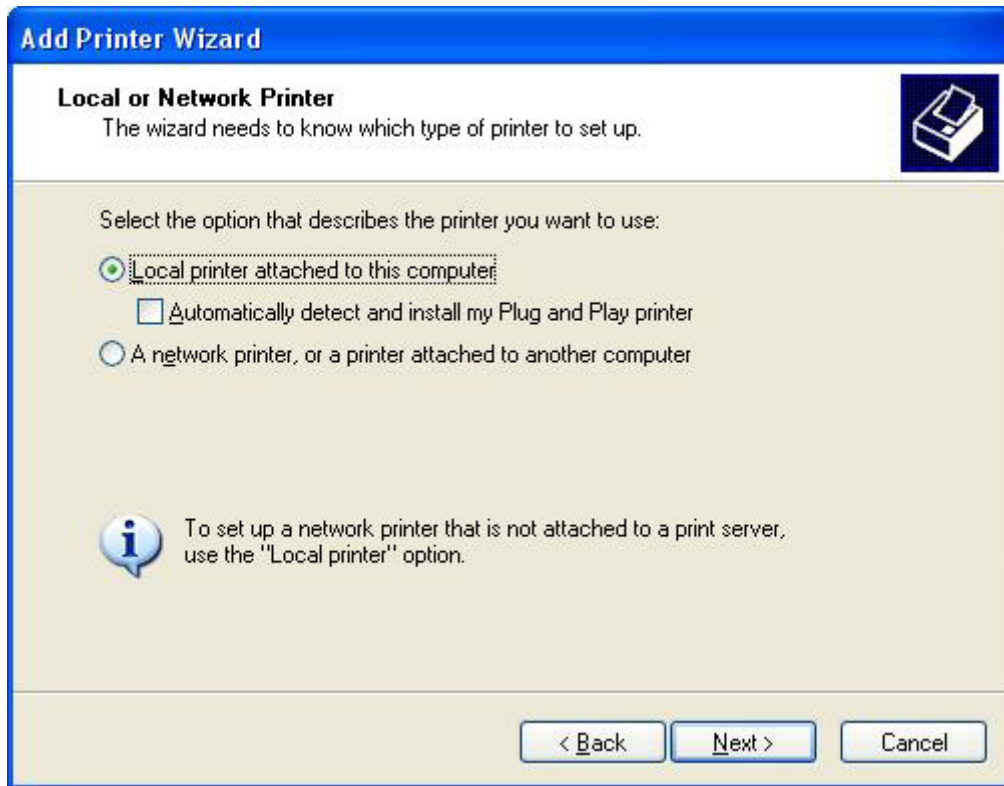 Add Printer Wizard
Local or Network Printer
The wizard needs to know which type of printer to set up.
Select the option that describes the printer you want to use:
Local printer attached to this computer
Automatically detect and install my Plug and Play printer
A network printer, or a printer attached to another computer
To set up a network printer that is not attached to a print server,
use the "Local printer" option.
< Back Next > Cancel